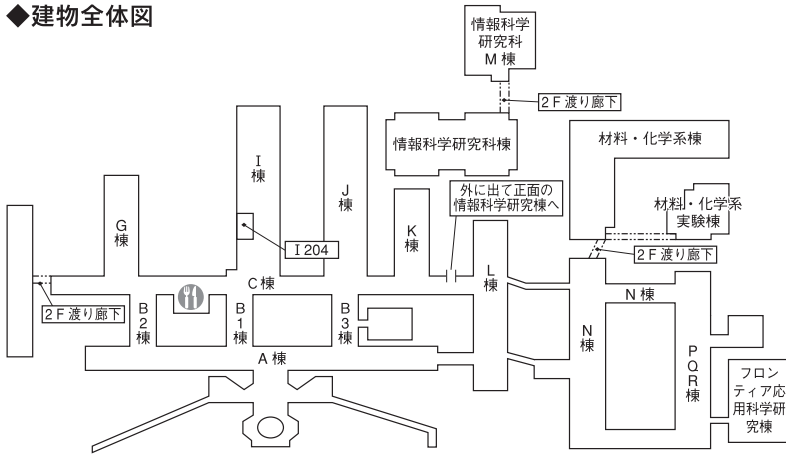 ◆建物全体図
情報科学
研究科
M棟
2F渡り廊下
情報科学研究科棟
材料・化学系棟
I
棟
J
棟
外に出て正面の
情報科学研究棟へ
材料・化学系
実験棟
G
棟
K
棟
I 204
2F渡り廊下
L
棟
C棟
N棟
2F渡り廊下
B
2
棟
B
1
棟
B
3
棟
N
棟
A棟
P
Q
R
棟
フロン
ティア応
用科学研
究棟